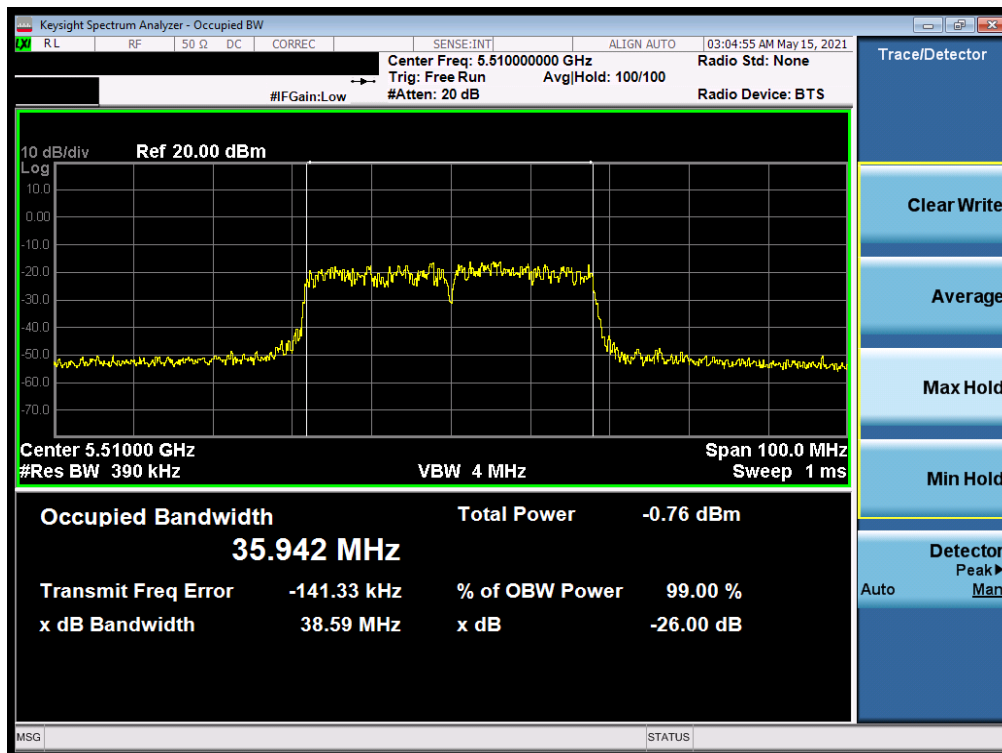 Keysight Spectrum Analyzer - Occupied BW
LXI RL RF 50 Ω DC CORREC SENSE:INT ALIGN AUTO 03:04:55 AM May 15, 2021
Center Freq: 5.510000000 GHz Radio Std: None
Trig: Free Run Avg|Hold: 100/100
#IFGain:Low #Atten: 20 dB Radio Device: BTS
10 dB/div Ref 20.00 dBm
Log
10.0
0.00
-10.0
-20.0
-30.0
-40.0
-50.0
-60.0
-70.0
Center 5.51000 GHz Span 100.0 MHz
#Res BW 390 kHz VBW 4 MHz Sweep 1 ms
Occupied Bandwidth Total Power -0.76 dBm
35.942 MHz
Transmit Freq Error -141.33 kHz % of OBW Power 99.00 %
x dB Bandwidth 38.59 MHz x dB -26.00 dB
MSG STATUS
Trace/Detector
Clear Write
Average
Max Hold
Min Hold
Detector
Peak▶
Auto Man